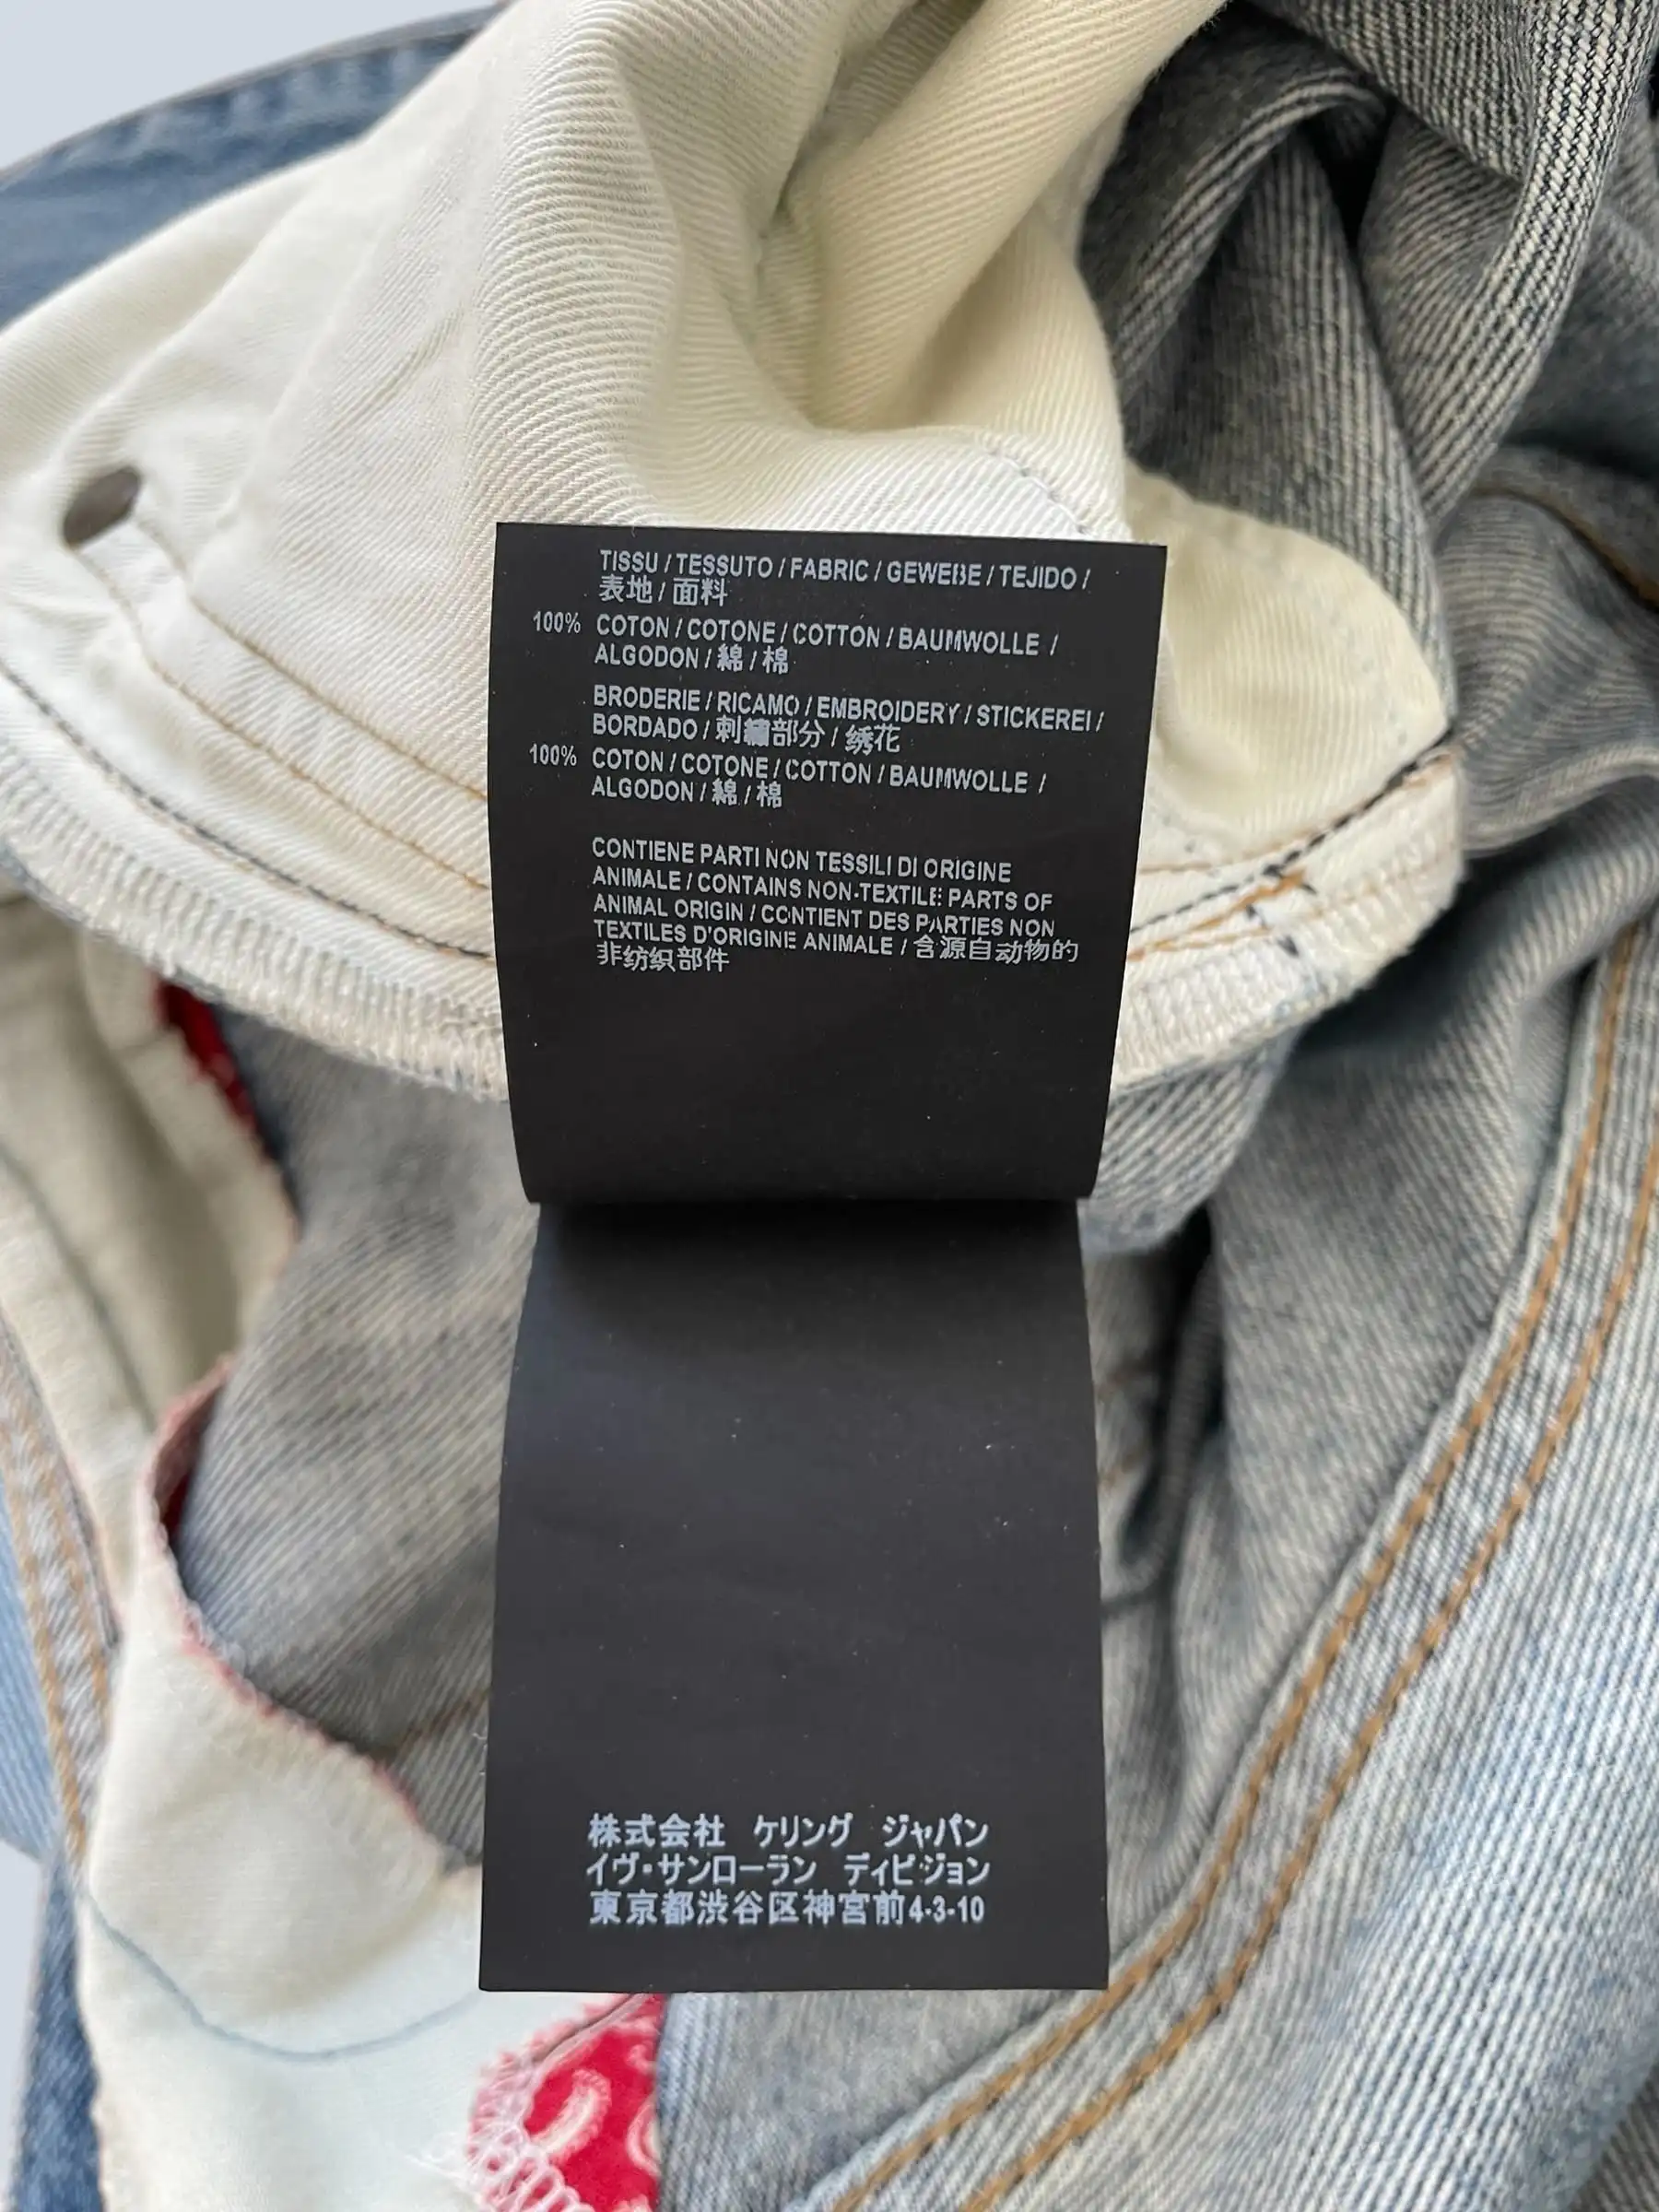 TISSU / TESSUTO / FABRIC / GEWEBE / TEJIDO /
表地 / 面料
100% COTON / COTONE / COTTON / BAUMWOLLE /
ALGODON / 綿 / 棉
BRODERIE / RICAMO / EMBROIDERY / STICKEREI /
BORDADO / 刺繍部分 / 绣花
100% COTON / COTONE / COTTON / BAUMWOLLE /
ALGODON / 綿 / 棉
CONTIENE PARTI NON TESSILI DI ORIGINE
ANIMALE / CONTAINS NON-TEXTILE PARTS OF
ANIMAL ORIGIN / CONTIENT DES PARTIES NON
TEXTILES D'ORIGINE ANIMALE / 含源自动物的
非纺织部件
株式会社 ケリング ジャパン
イヴ・サンローラン ディビジョン
東京都渋谷区神宮前4-3-10